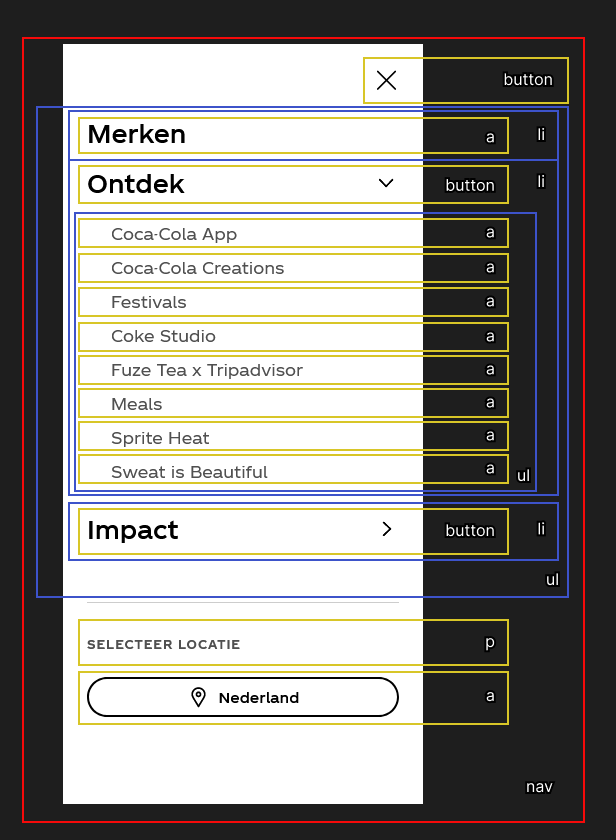 button
Merken a li
Ontdek button li
Coca-Cola App a
Coca-Cola Creations a
Festivals a
Coke Studio a
Fuze Tea x Tripadvisor a
Meals a
Sprite Heat a
Sweat is Beautiful a
ul
Impact button li
ul
SELECTEER LOCATIE p
Nederland a
nav